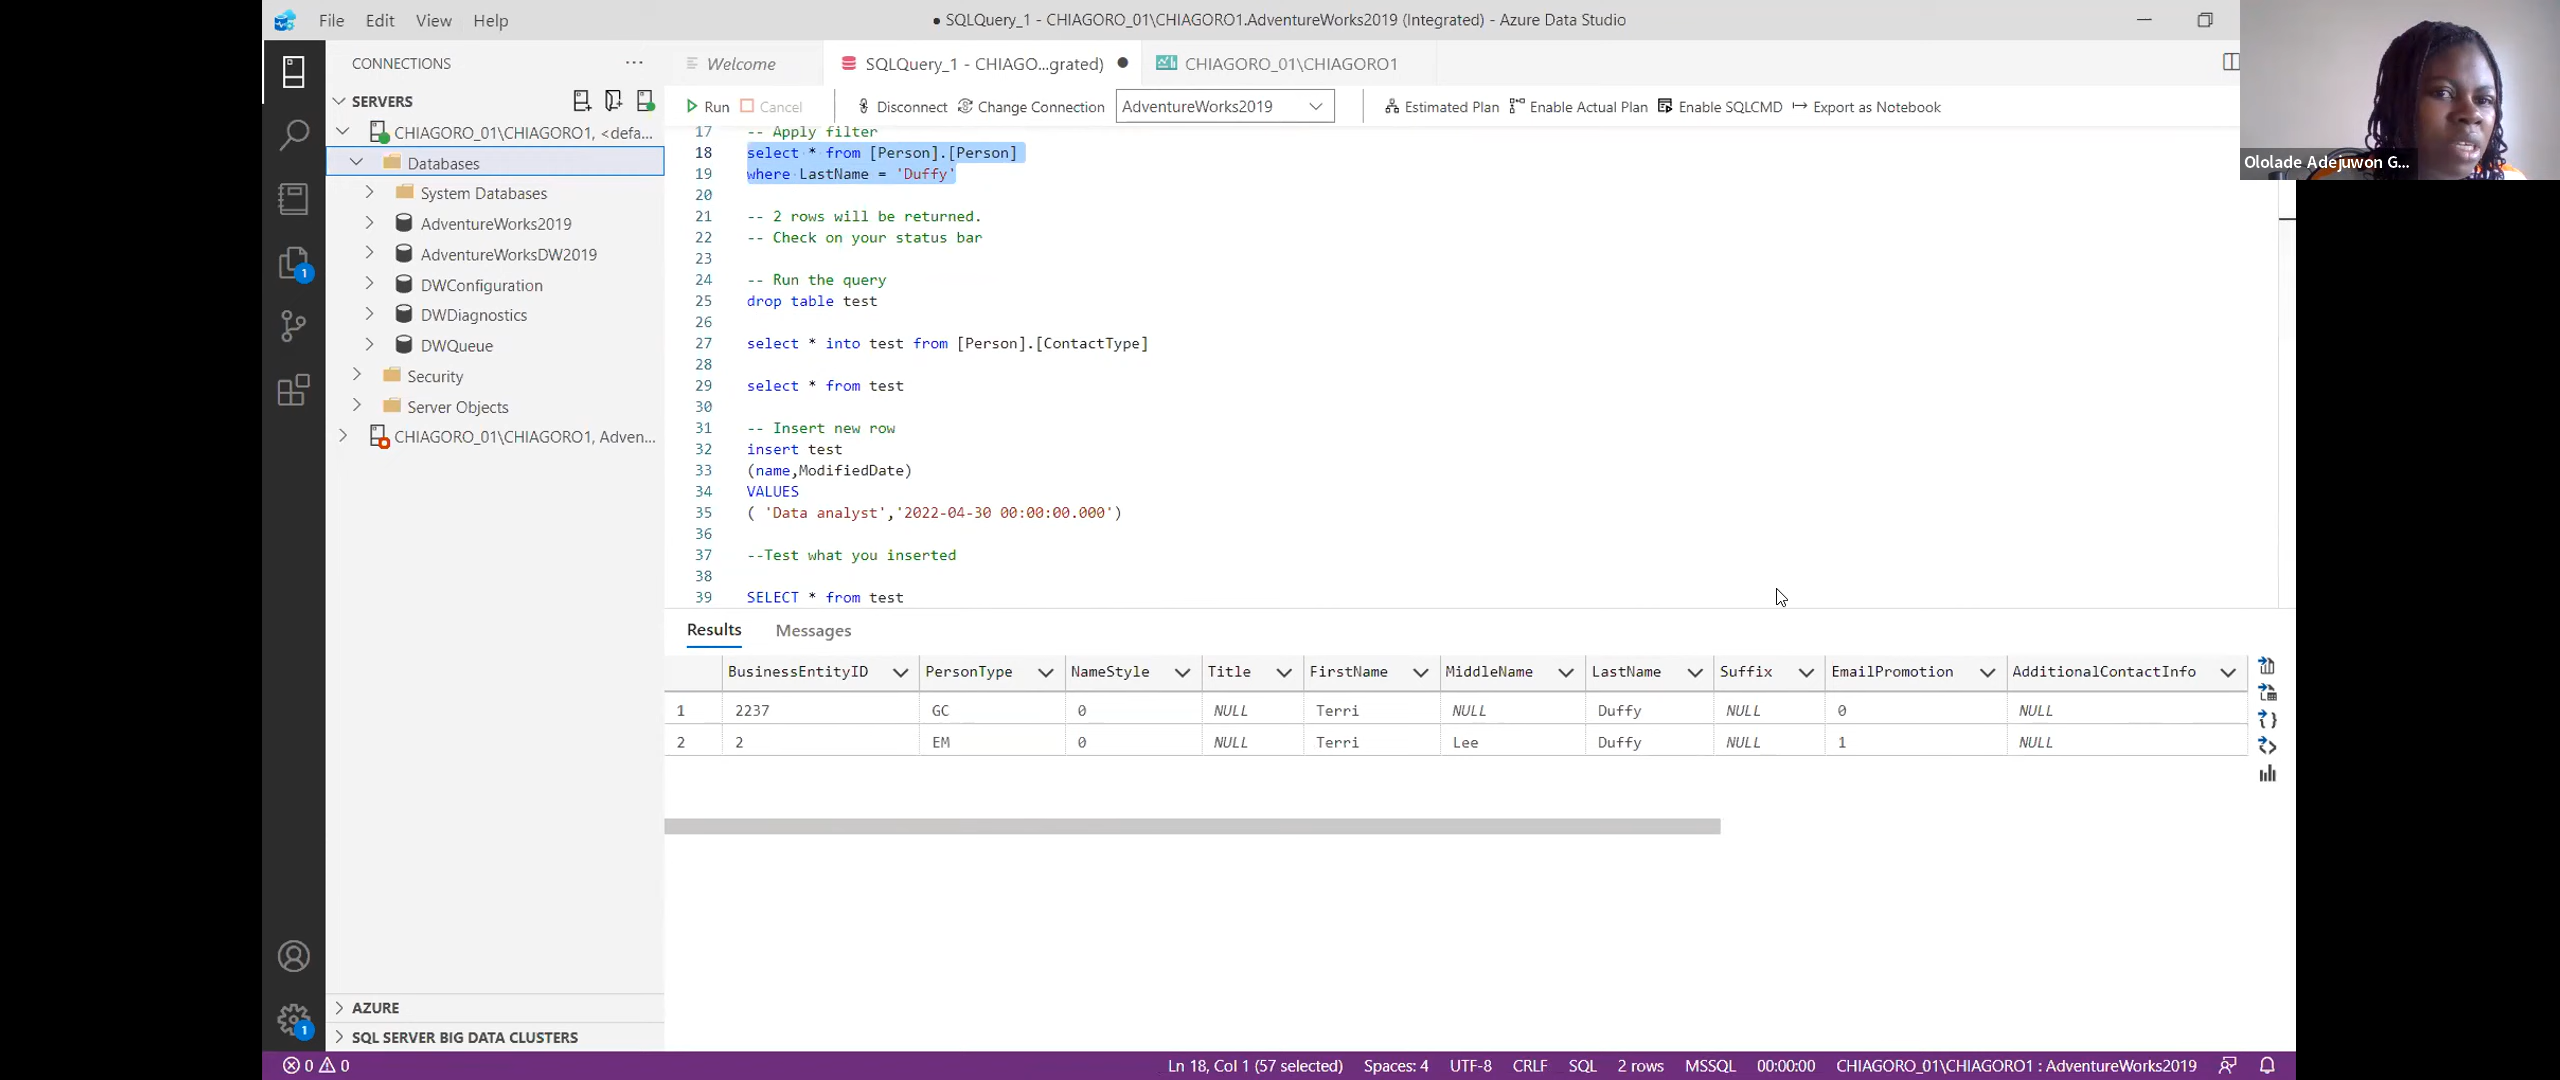 File Edit View Help
● SQLQuery_1 - CHIAGORO_01\CHIAGORO1.AdventureWorks2019 (Integrated) - Azure Data Studio
CONNECTIONS
Welcome
SQLQuery_1 - CHIAGO...grated)
CHIAGORO_01\CHIAGORO1
SERVERS
Run Cancel Disconnect Change Connection AdventureWorks2019 Estimated Plan Enable Actual Plan Enable SQLCMD Export as Notebook
CHIAGORO_01\CHIAGORO1, <defa...
Databases
System Databases
AdventureWorks2019
AdventureWorksDW2019
DWConfiguration
DWDiagnostics
DWQueue
Security
Server Objects
CHIAGORO_01\CHIAGORO1, Adven...
AZURE
SQL SERVER BIG DATA CLUSTERS
1
1
17 -- Apply filter
18 select * from [Person].[Person]
19 where LastName = 'Duffy'
20
21 -- 2 rows will be returned.
22 -- Check on your status bar
23
24 -- Run the query
25 drop table test
26
27 select * into test from [Person].[ContactType]
28
29 select * from test
30
31 -- Insert new row
32 insert test
33 (name,ModifiedDate)
34 VALUES
35 ( 'Data analyst','2022-04-30 00:00:00.000')
36
37 --Test what you inserted
38
39 SELECT * from test
Results Messages
BusinessEntityID PersonType NameStyle Title FirstName MiddleName LastName Suffix EmailPromotion AdditionalContactInfo
1 2237 GC 0 NULL Terri NULL Duffy NULL 0 NULL
2 2 EM 0 NULL Terri Lee Duffy NULL 1 NULL
0 0 Ln 18, Col 1 (57 selected) Spaces: 4 UTF-8 CRLF SQL 2 rows MSSQL 00:00:00 CHIAGORO_01\CHIAGORO1 : AdventureWorks2019
Ololade Adejuwon G...